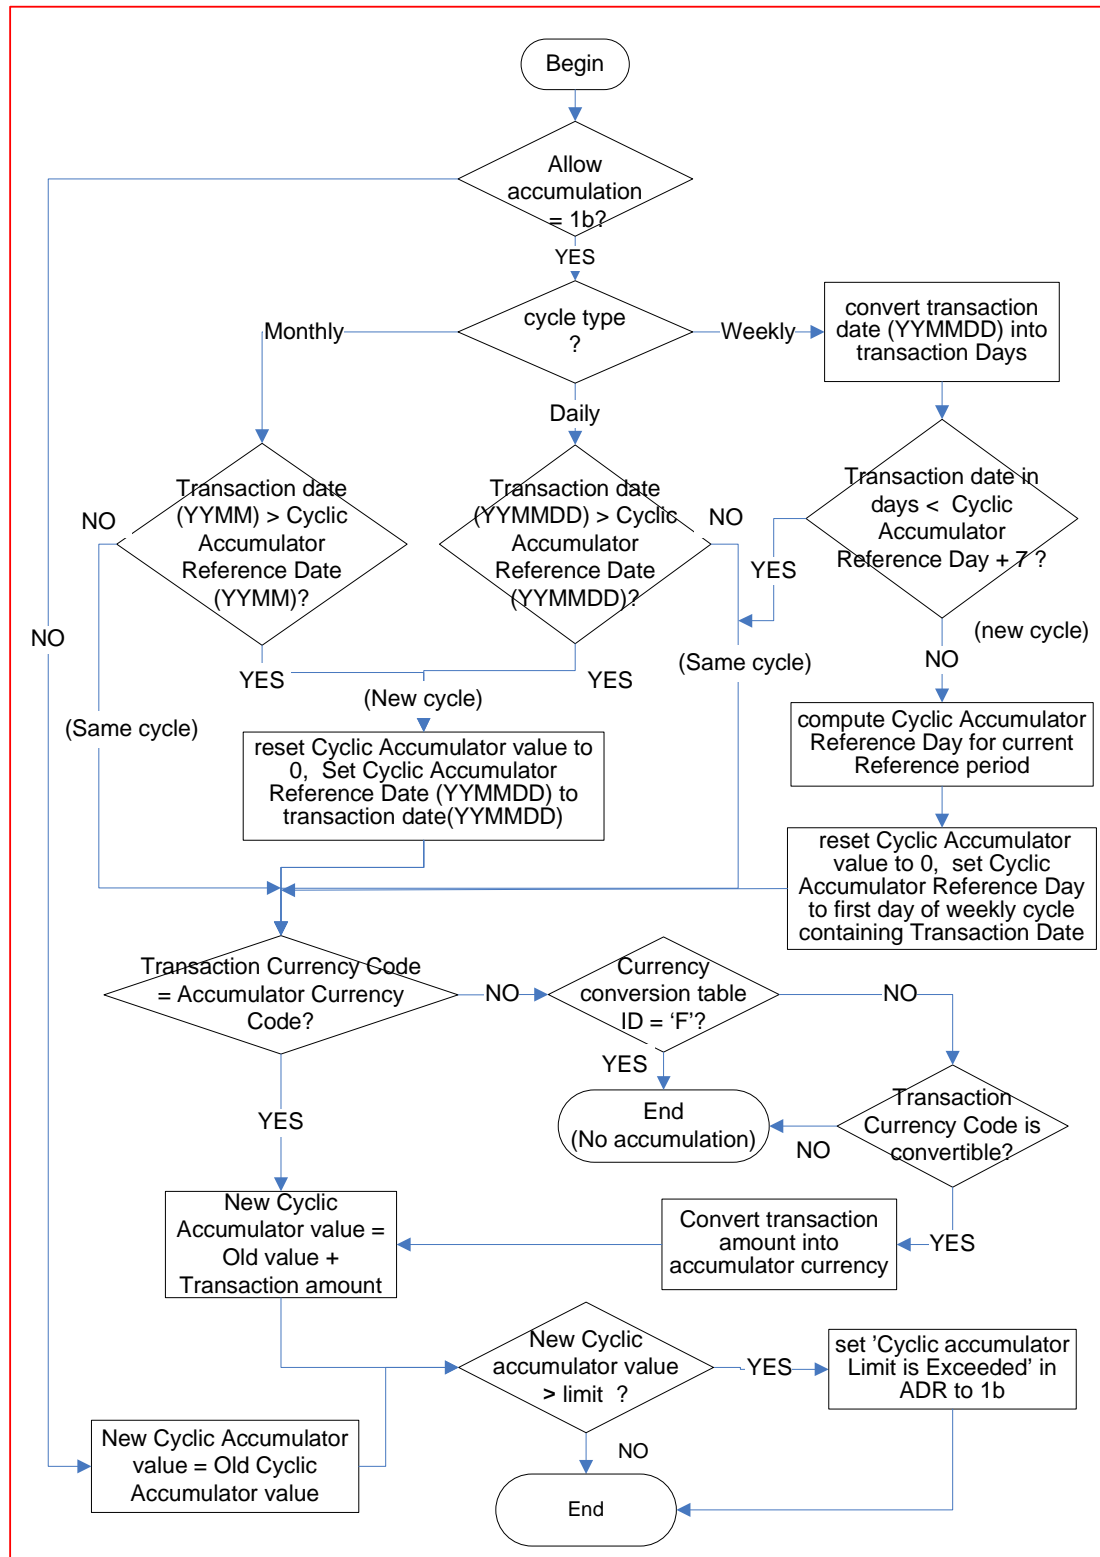 Begin
Allow
accumulation
= 1b?
YES
cycle type
?
Monthly
Weekly
convert transaction
date (YYMMDD) into
transaction Days
Daily
Transaction date
(YYMM) > Cyclic
Accumulator
Reference Date
(YYMM)?
NO
Transaction date
(YYMMDD) > Cyclic
Accumulator
Reference Date
(YYMMDD)?
NO
Transaction date in
days < Cyclic
Accumulator
Reference Day + 7 ?
YES
NO
(new cycle)
NO
(Same cycle)
YES
YES
(New cycle)
(Same cycle)
reset Cyclic Accumulator value to
0, Set Cyclic Accumulator
Reference Date (YYMMDD) to
transaction date(YYMMDD)
compute Cyclic Accumulator
Reference Day for current
Reference period
reset Cyclic Accumulator
value to 0, set Cyclic
Accumulator Reference Day
to first day of weekly cycle
containing Transaction Date
Transaction Currency Code
= Accumulator Currency
Code?
NO
Currency
conversion table
ID = ‘F’?
NO
YES
YES
End
(No accumulation)
NO
Transaction
Currency Code is
convertible?
YES
New Cyclic
Accumulator value =
Old value +
Transaction amount
Convert transaction
amount into
accumulator currency
New Cyclic
accumulator value
> limit ?
YES
set ’Cyclic accumulator
Limit is Exceeded’ in
ADR to 1b
New Cyclic Accumulator
value = Old Cyclic
Accumulator value
NO
End